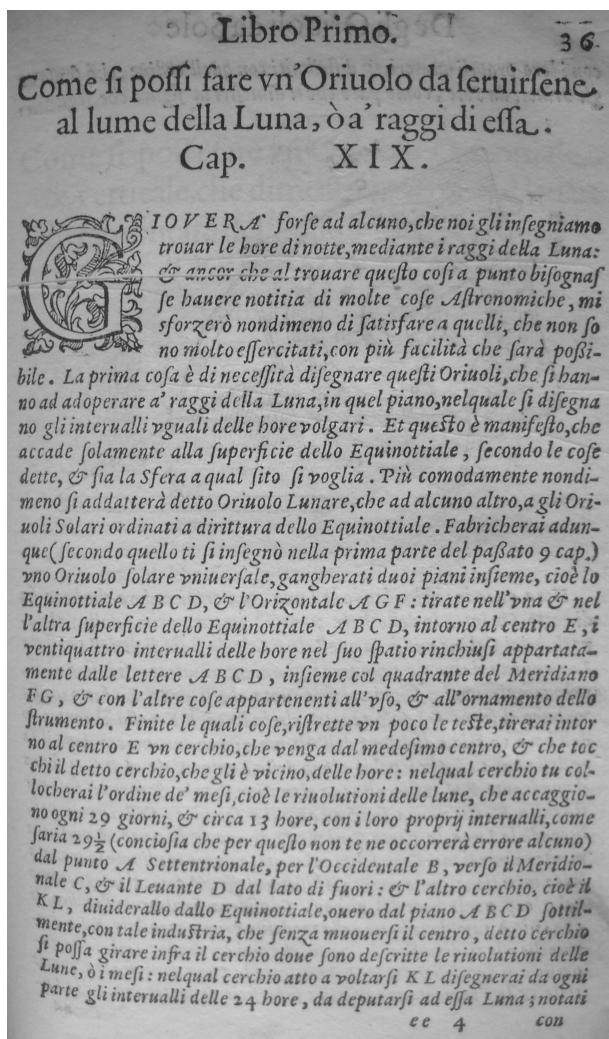 Libro Primo.
36
Come ſi poſſi fare vn'Oriuolo da ſeruirſene
al lume della Luna, ò a' raggi di eſſa.
Cap. XIX.
GIOVERA' forſe ad alcuno, che noi gli inſegniamo
trouar le hore di notte, mediante i raggi della Luna:
& ancor che al trouare queſto coſi a punto biſognaſ
ſe hauere notitia di molte coſe Aſtronomiche, mi
sforzerò nondimeno di ſatisfare a quelli, che non ſo
no molto eſſercitati, con più facilità che ſarà poßi-
bile. La prima coſa è di neceſſità diſegnare queſti Oriuoli, che ſi han-
no ad adoperare a' raggi della Luna, in quel piano, nelquale ſi diſegna
no gli interualli vguali delle hore volgari. Et queſto è manifeſto, che
accade ſolamente alla ſuperficie dello Equinottiale, ſecondo le coſe
dette, & ſia la Sfera a qual ſito ſi voglia. Più comodamente nondi-
meno ſi addatterà detto Oriuolo Lunare, che ad alcuno altro, a gli Ori-
uoli Solari ordinati a dirittura dello Equinottiale. Fabricherai adun-
que (ſecondo quello ti ſi inſegnò nella prima parte del paßato 9 cap.)
vno Oriuolo ſolare vniuerſale, gangherati duoi piani inſieme, cioè lo
Equinottiale A B C D, & l'Orizontale A G F: tirate nell'vna & nel
l'altra ſuperficie dello Equinottiale A B C D, intorno al centro E, i
ventiquattro interualli delle hore nel ſuo ſpatio rinchiuſi appartata-
mente dalle lettere A B C D, inſieme col quadrante del Meridiano
F G, & con l'altre coſe appartenenti all'vſo, & all'ornamento dello
ſtrumento. Finite le quali coſe, riſtrette vn poco le teſte, tirerai intor
no al centro E vn cerchio, che venga dal medeſimo centro, & che toc
chi il detto cerchio, che gli è vicino, delle hore: nelqual cerchio tu col-
locherai l'ordine de' meſi, cioè le riuolutioni delle lune, che accaggio-
no ogni 29 giorni, & circa 13 hore, con i loro proprij interualli, come
ſaria 29½ (concioſia che per queſto non te ne occorrerà errore alcuno)
dal punto A Settentrionale, per l'Occidentale B, verſo il Meridio-
nale C, & il Leuante D dal lato di fuori: & l'altro cerchio, cioè il
K L, diuiderallo dallo Equinottiale, ouero dal piano A B C D ſottil-
mente, con tale induſtria, che ſenza muouerſi il centro, detto cerchio
ſi poſſa girare infra il cerchio doue ſono deſcritte le riuolutioni delle
Lune, ò i meſi: nelqual cerchio atto a voltarſi K L diſegnerai da ogni
parte gli interualli delle 24 hore, da deputarſi ad eſſa Luna; notati
ee 4 con